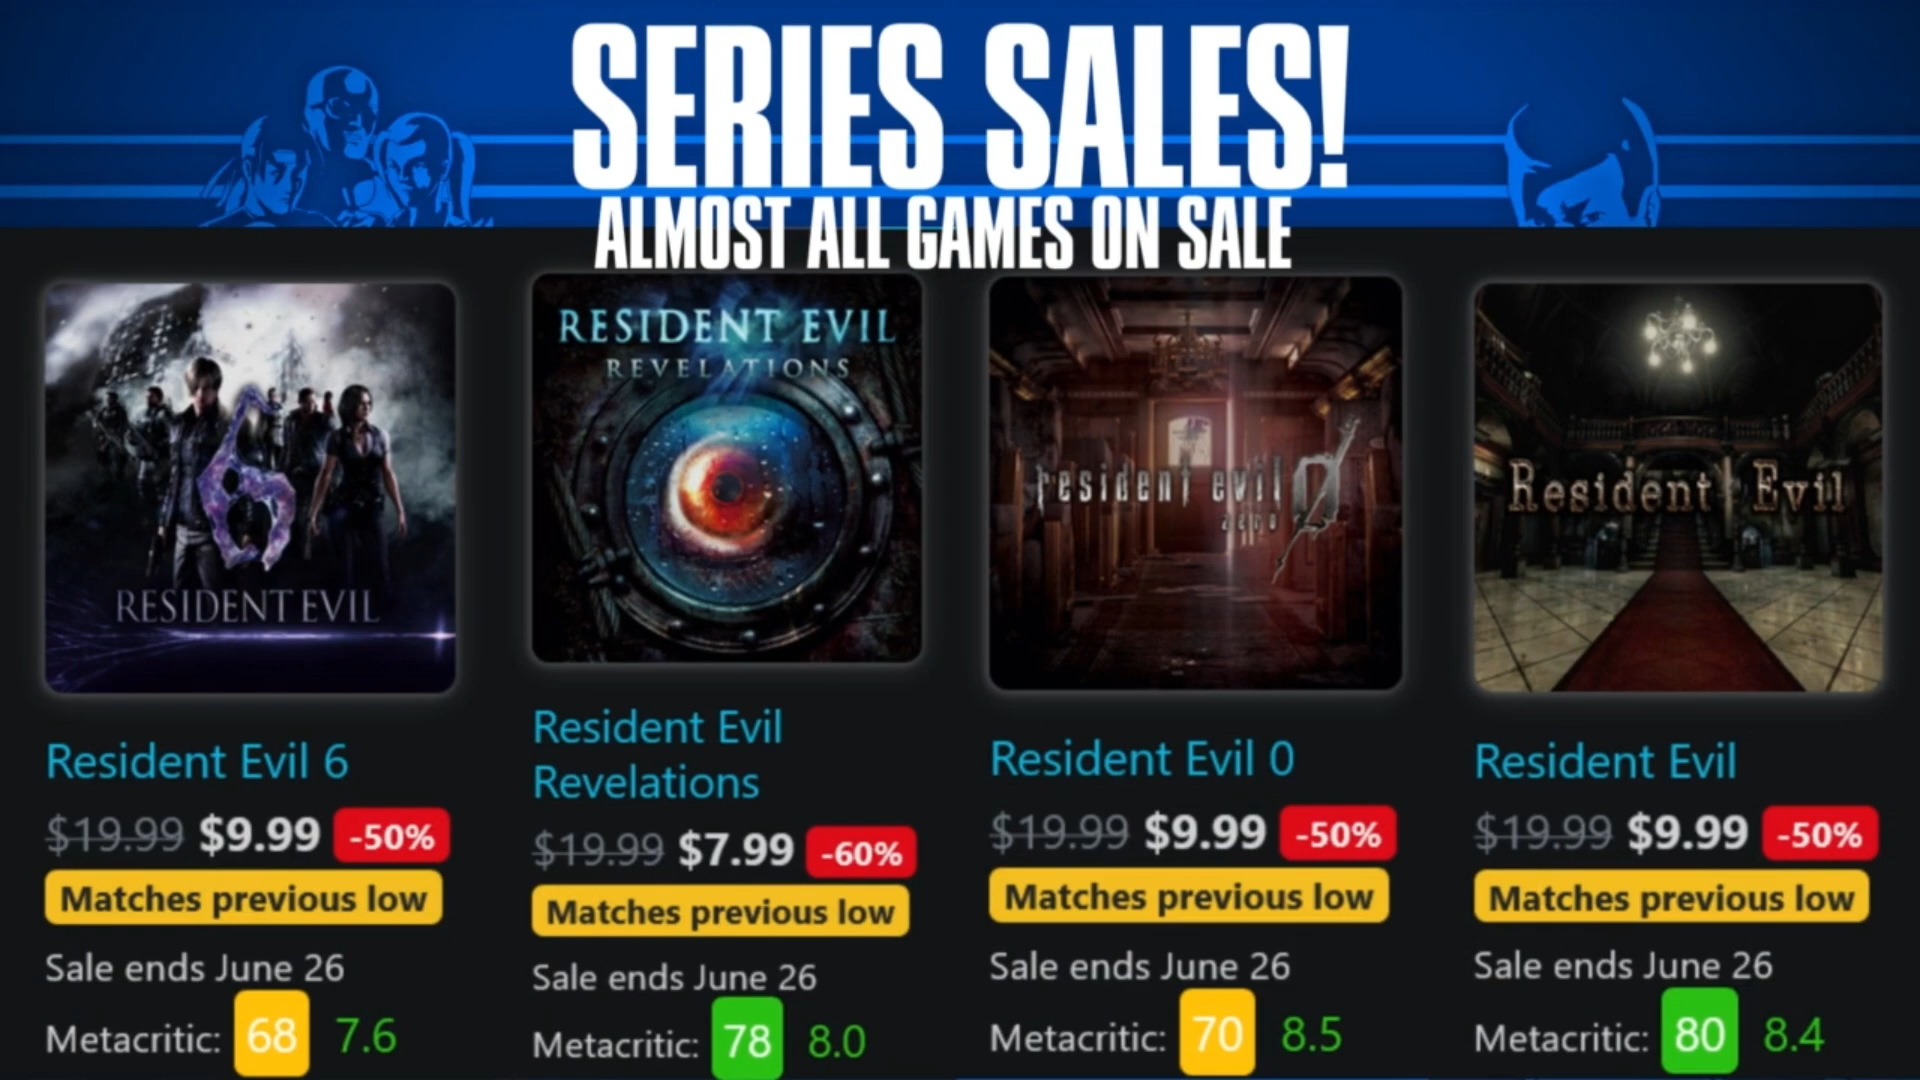 SERIES SALES!
ALMOST ALL GAMES ON SALE
6
RESIDENT EVIL
Resident Evil 6
$19.99 $9.99 -50%
Matches previous low
Sale ends June 26
Metacritic: 68 7.6
RESIDENT EVIL
REVELATIONS
Resident Evil
Revelations
$19.99 $7.99 -60%
Matches previous low
Sale ends June 26
Metacritic: 78 8.0
resident evil 0
zero
Resident Evil 0
$19.99 $9.99 -50%
Matches previous low
Sale ends June 26
Metacritic: 70 8.5
Resident Evil
Resident Evil
$19.99 $9.99 -50%
Matches previous low
Sale ends June 26
Metacritic: 80 8.4